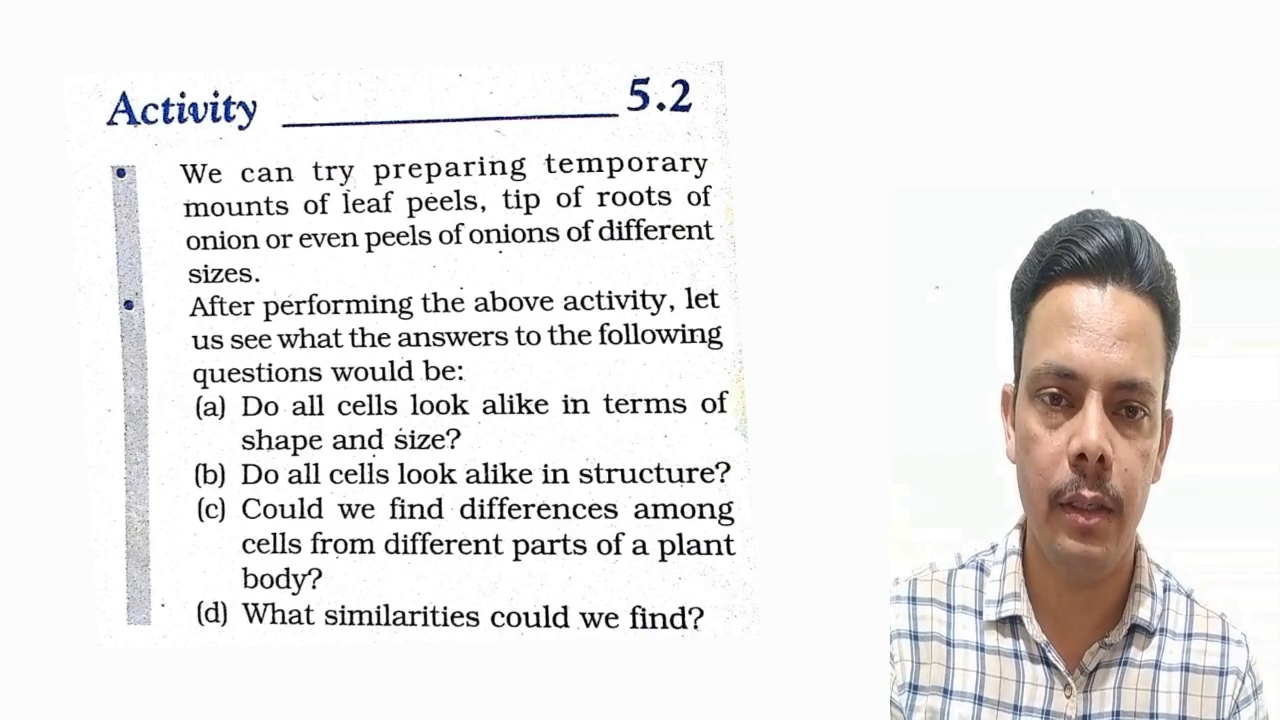 Activity 5.2
• We can try preparing temporary
mounts of leaf peels, tip of roots of
onion or even peels of onions of different
sizes.
• After performing the above activity, let
us see what the answers to the following
questions would be:
(a) Do all cells look alike in terms of
shape and size?
(b) Do all cells look alike in structure?
(c) Could we find differences among
cells from different parts of a plant
body?
(d) What similarities could we find?